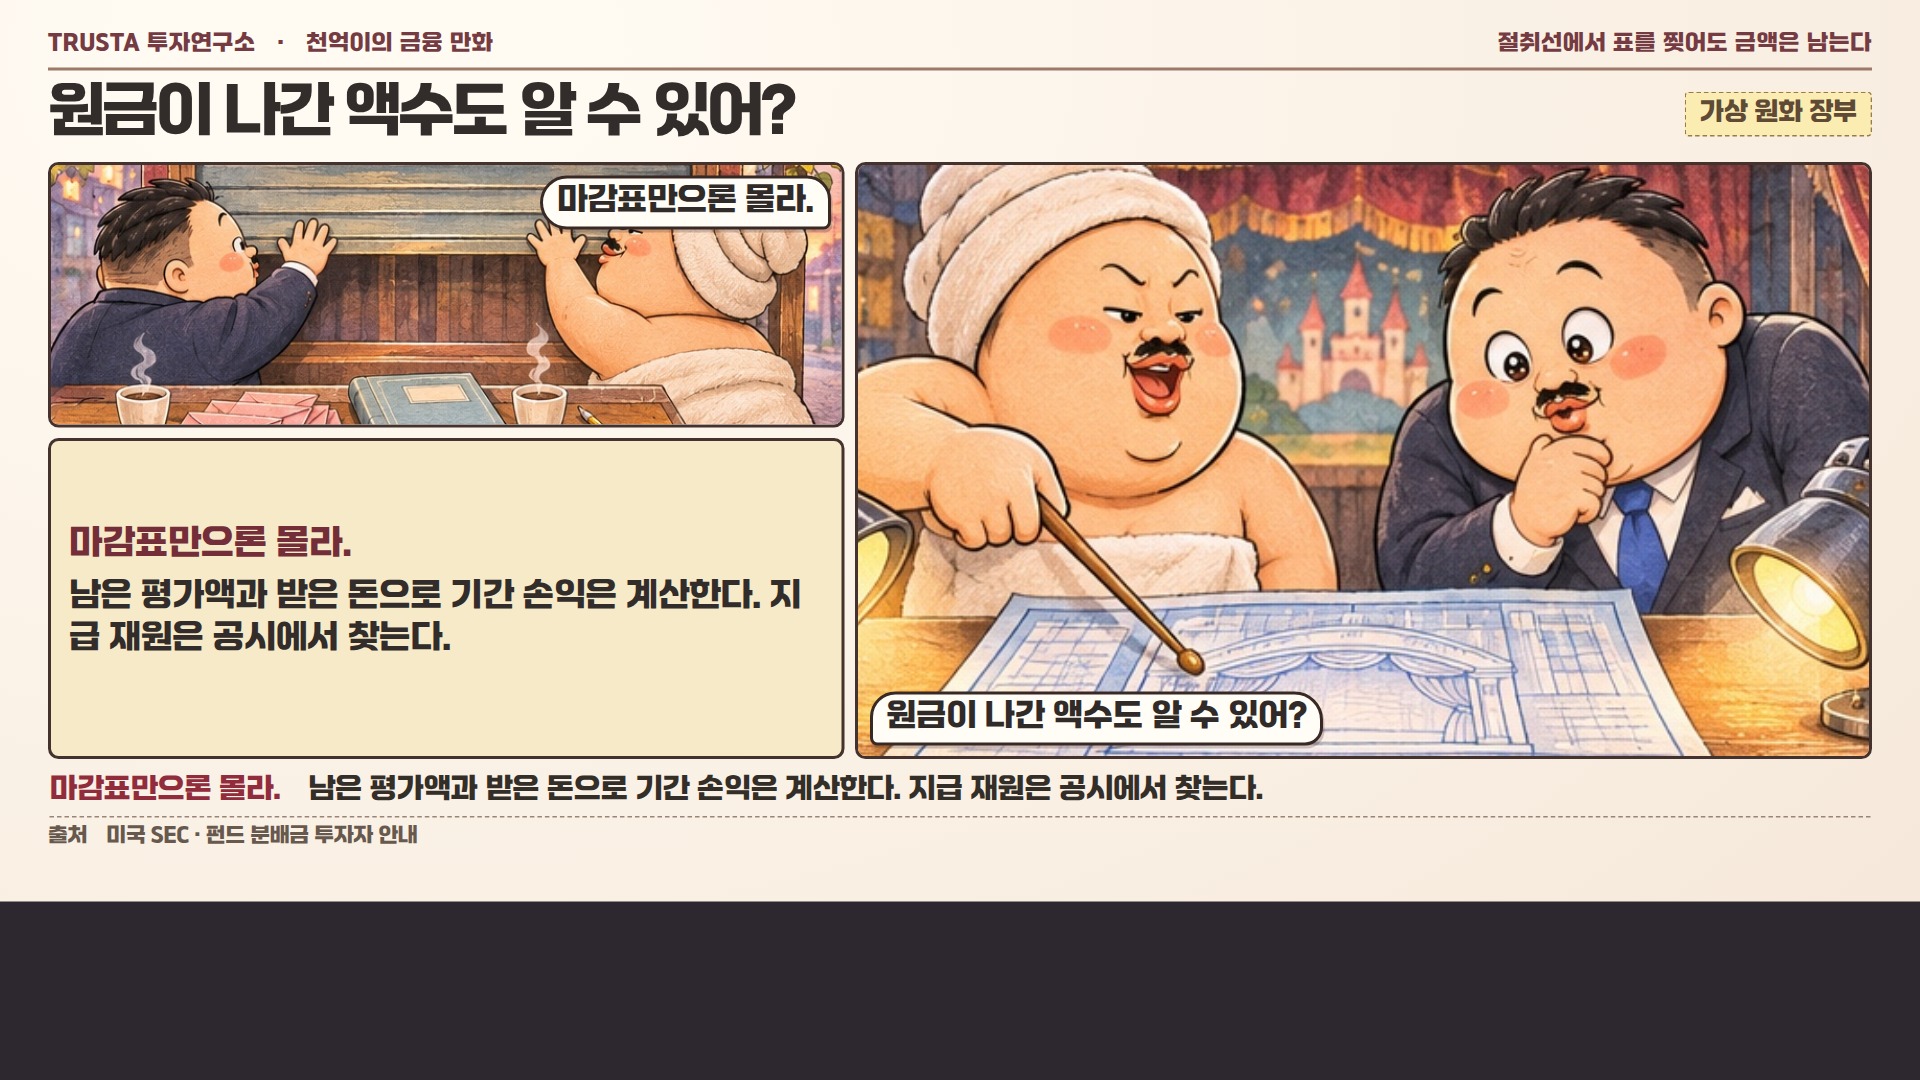 TRUSTA 투자연구소 · 천억이의 금융 만화
절취선에서 표를 찢어도 금액은 남는다
원금이 나간 액수도 알 수 있어?
가상 원화 장부
마감표만으론 몰라.
마감표만으론 몰라.
남은 평가액과 받은 돈으로 기간 손익은 계산한다. 지
급 재원은 공시에서 찾는다.
원금이 나간 액수도 알 수 있어?
마감표만으론 몰라. 남은 평가액과 받은 돈으로 기간 손익은 계산한다. 지급 재원은 공시에서 찾는다.
출처 미국 SEC · 펀드 분배금 투자자 안내